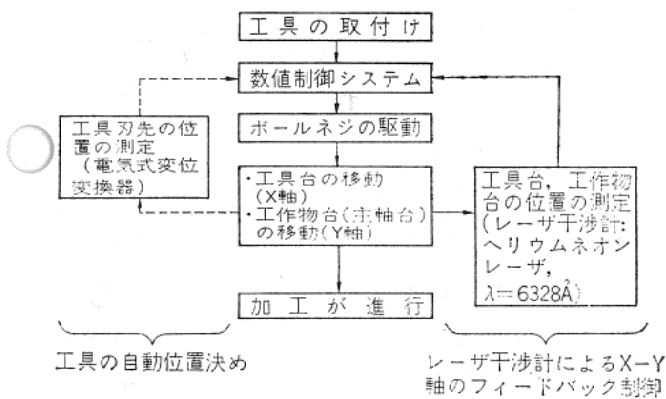 工具の取付け
数値制御システム
ボールネジの駆動
工具刃先の位
置の測定
(電気式変位
変換器)
・工具台の移動
(X軸)
・工作物台(主軸台)
の移動(Y軸)
工具台, 工作物
台の位置の測定
(レーザ干渉計:
ヘリウムネオン
レーザ,
λ=6328Å)
加工が進行
工具の自動位置決め
レーザ干渉計によるX−Y
軸のフィードバック制御